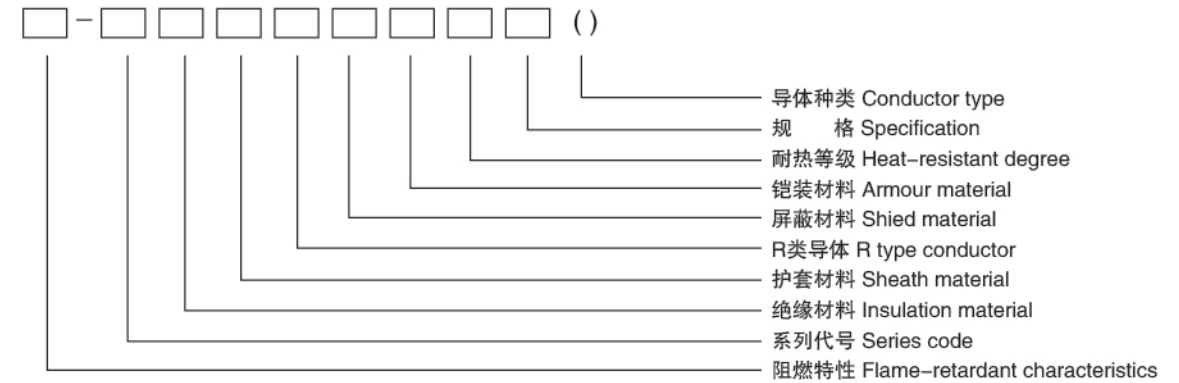 □-□□□□□□□□()
导体种类 Conductor type
规　　格 Specification
耐热等级 Heat-resistant degree
铠装材料 Armour material
屏蔽材料 Shied material
R类导体 R type conductor
护套材料 Sheath material
绝缘材料 Insulation material
系列代号 Series code
阻燃特性 Flame-retardant characteristics